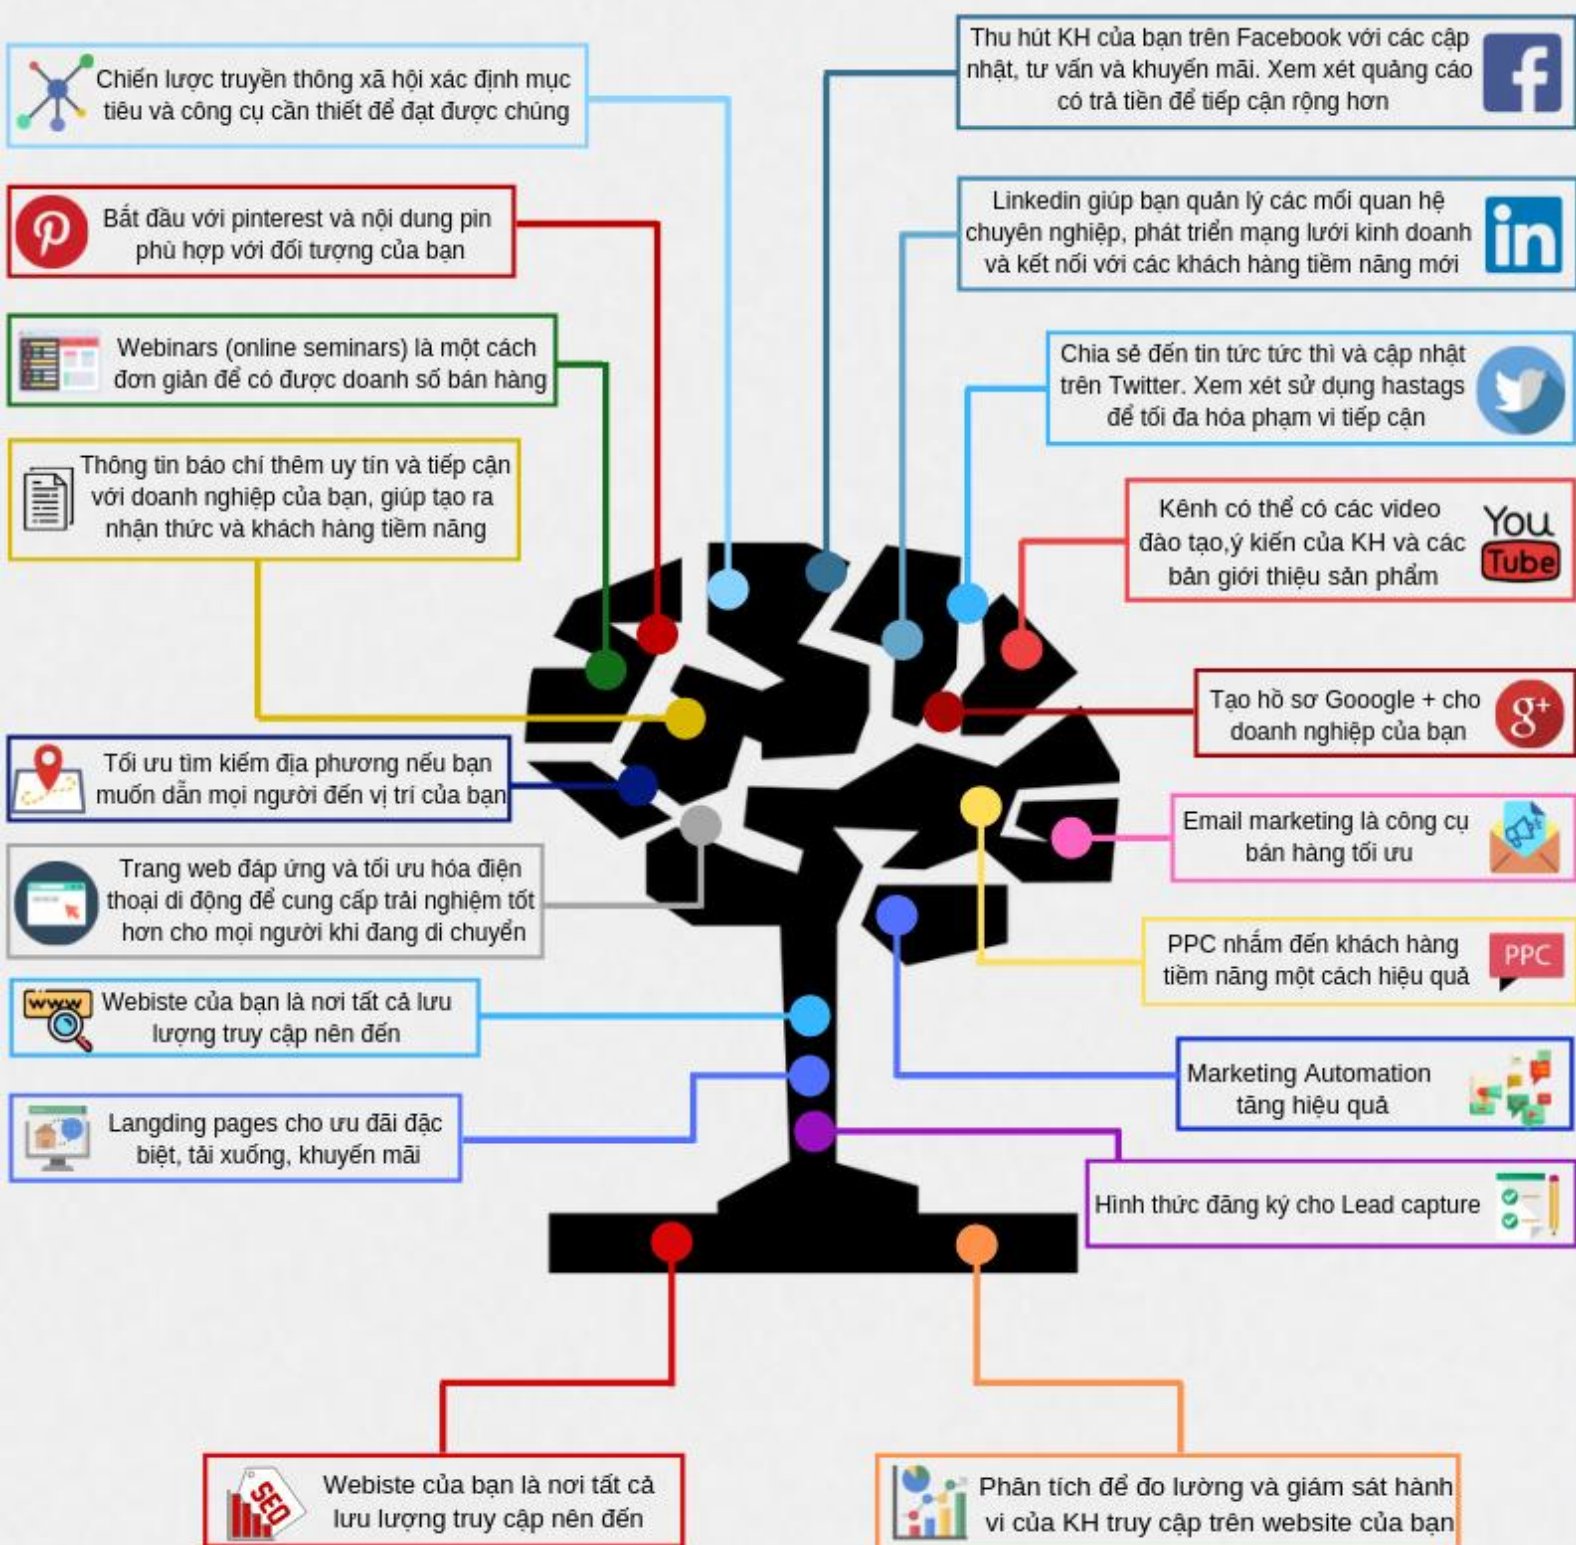 Chiến lược truyền thông xã hội xác định mục
tiêu và công cụ cần thiết để đạt được chúng
Bắt đầu với pinterest và nội dung pin
phù hợp với đối tượng của bạn
Webinars (online seminars) là một cách
đơn giản để có được doanh số bán hàng
Thông tin báo chí thêm uy tín và tiếp cận
với doanh nghiệp của bạn, giúp tạo ra
nhận thức và khách hàng tiềm năng
Tối ưu tìm kiếm địa phương nếu bạn
muốn dẫn mọi người đến vị trí của bạn
Trang web đáp ứng và tối ưu hóa điện
thoại di động để cung cấp trải nghiệm tốt
hơn cho mọi người khi đang di chuyển
www
Webiste của bạn là nơi tất cả lưu
lượng truy cập nên đến
Langding pages cho ưu đãi đặc
biệt, tải xuống, khuyến mãi
Thu hút KH của bạn trên Facebook với các cập
nhật, tư vấn và khuyến mãi. Xem xét quảng cáo
có trả tiền để tiếp cận rộng hơn
f
Linkedin giúp bạn quản lý các mối quan hệ
chuyên nghiệp, phát triển mạng lưới kinh doanh
và kết nối với các khách hàng tiềm năng mới
in
Chia sẻ đến tin tức tức thì và cập nhật
trên Twitter. Xem xét sử dụng hastags
để tối đa hóa phạm vi tiếp cận
Kênh có thể có các video
đào tạo,ý kiến của KH và các
bản giới thiệu sản phẩm
You
Tube
Tạo hồ sơ Gooogle + cho
doanh nghiệp của bạn
g+
Email marketing là công cụ
bán hàng tối ưu
PPC nhắm đến khách hàng
tiềm năng một cách hiệu quả
PPC
Marketing Automation
tăng hiệu quả
Hình thức đăng ký cho Lead capture
SEO
Webiste của bạn là nơi tất cả
lưu lượng truy cập nên đến
Phân tích để đo lường và giám sát hành
vi của KH truy cập trên website của bạn